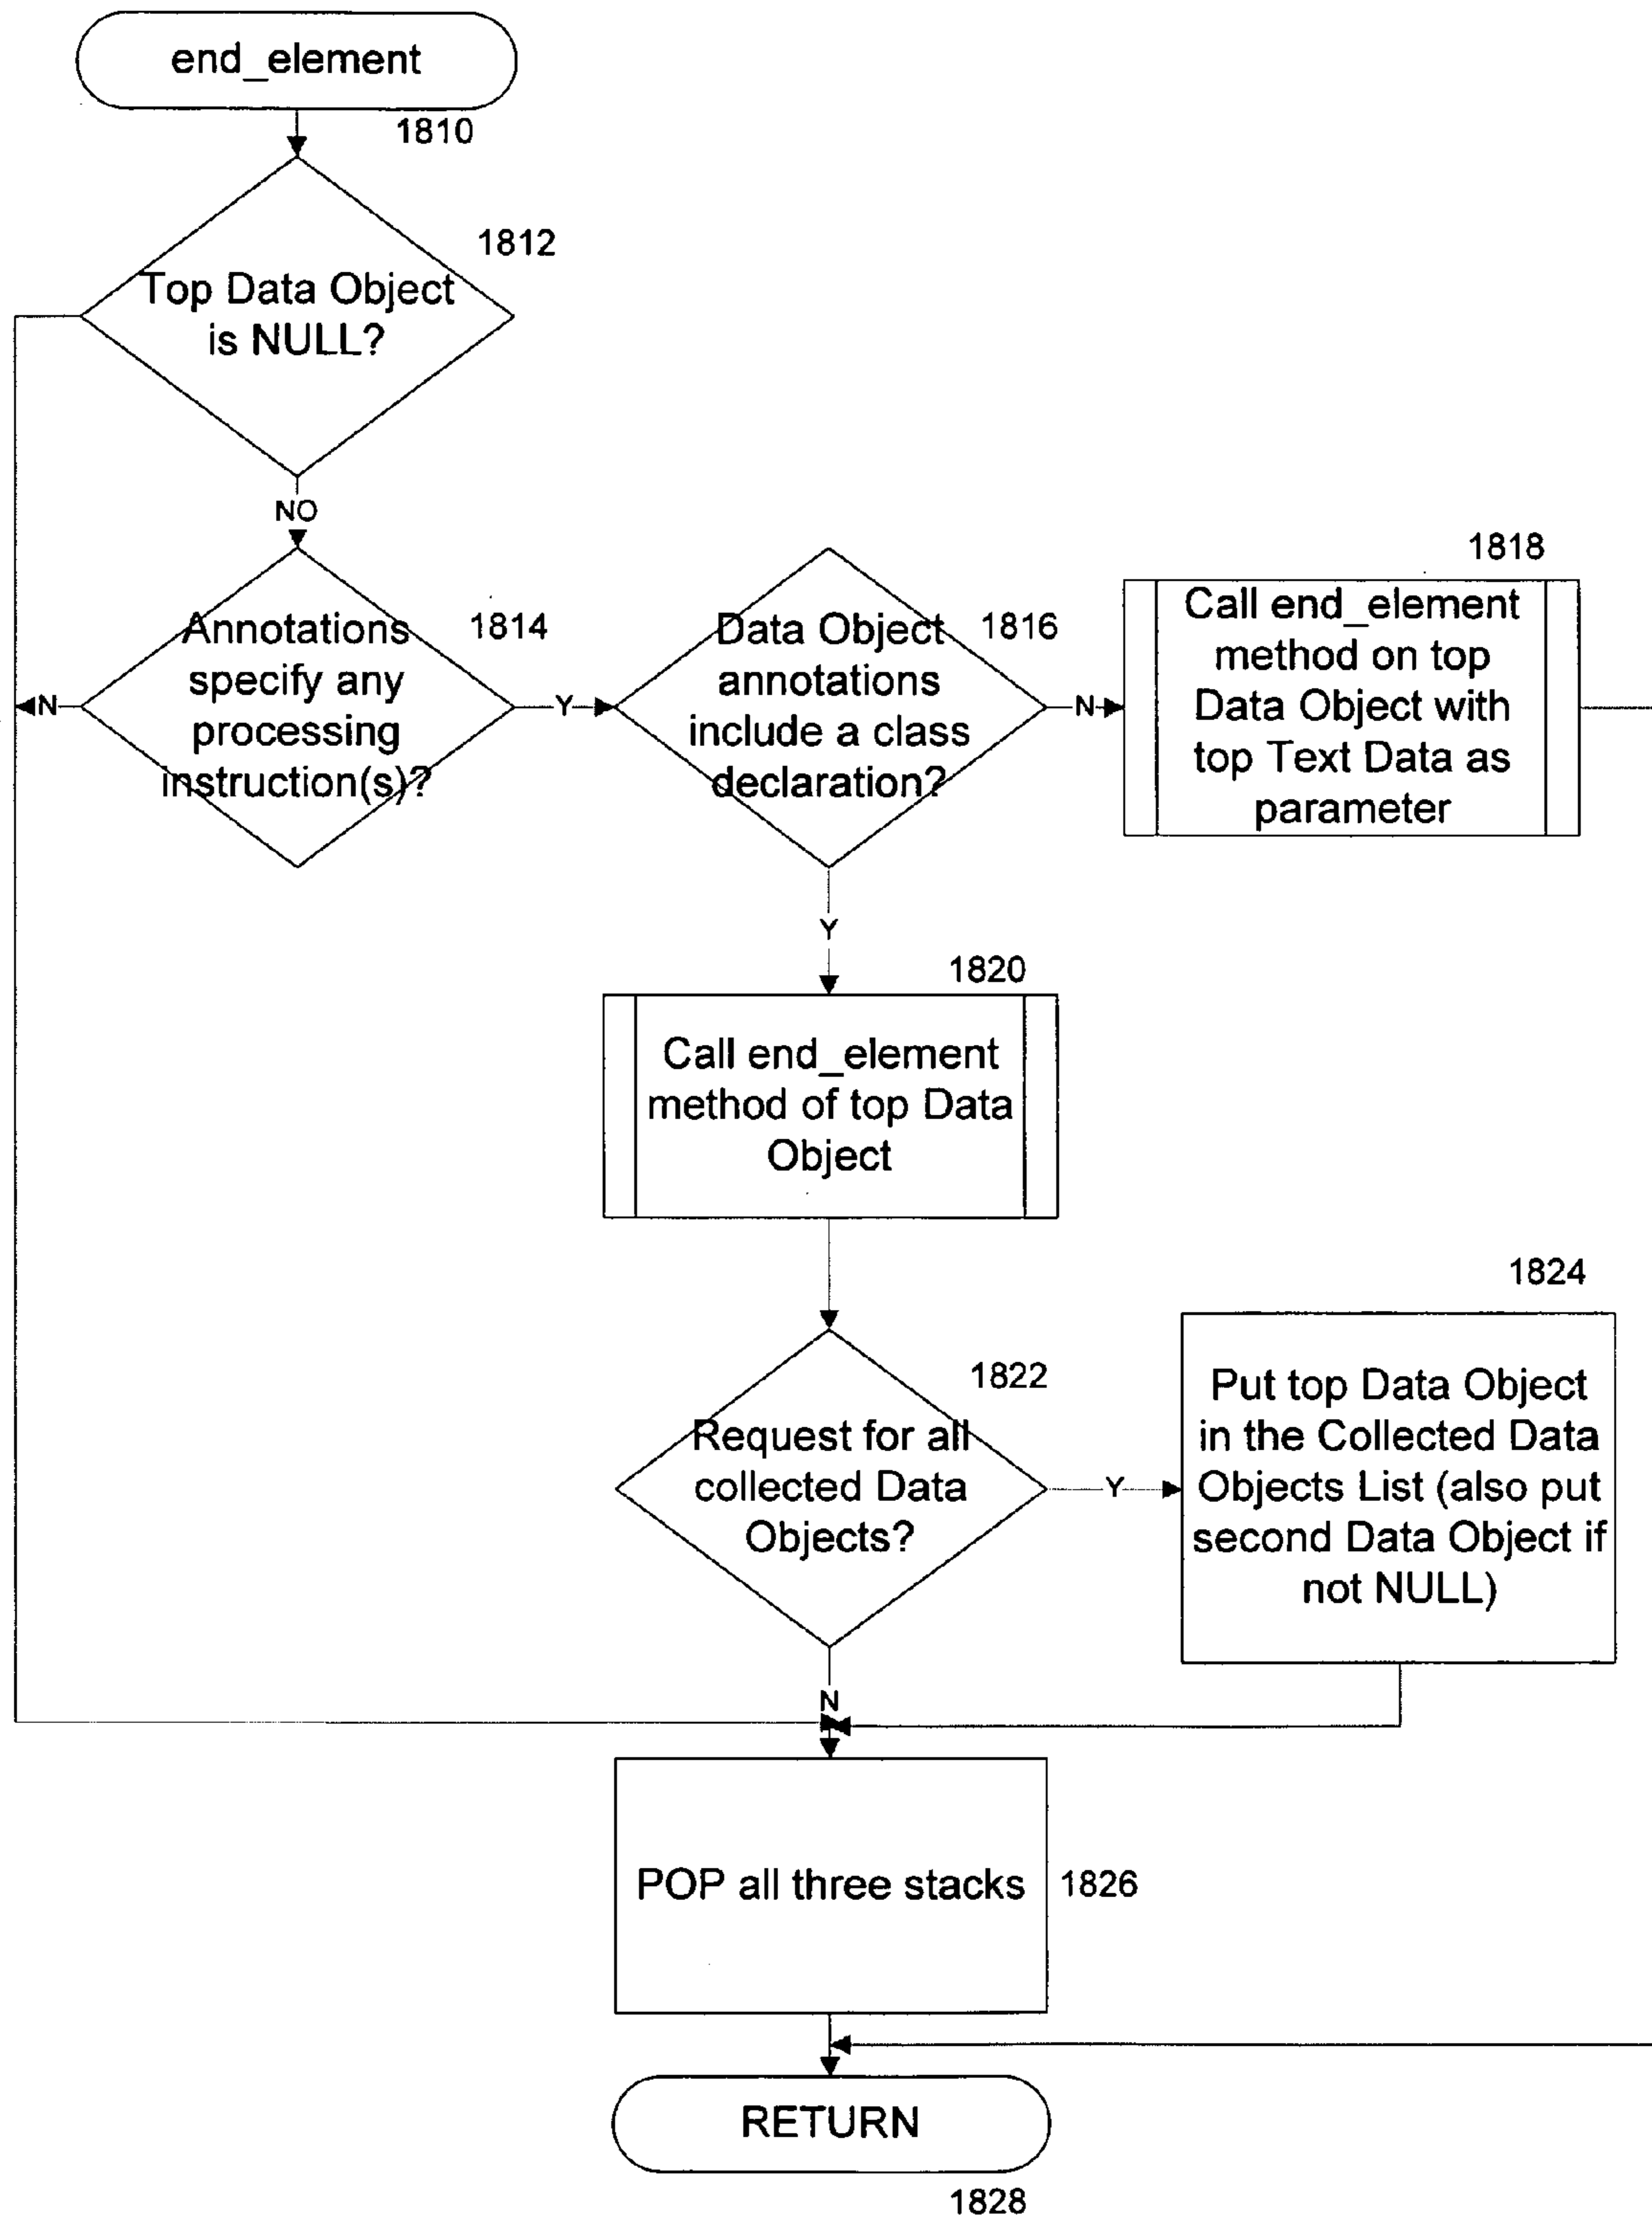 end_element
1810
1812
Top Data Object
is NULL?
NO
1814
Annotations
specify any
processing
instruction(s)?
N
Y
1816
Data Object
annotations
include a class
declaration?
N
1818
Call end_element
method on top
Data Object with
top Text Data as
parameter
Y
1820
Call end_element
method of top Data
Object
1822
Request for all
collected Data
Objects?
Y
1824
Put top Data Object
in the Collected Data
Objects List (also put
second Data Object if
not NULL)
N
POP all three stacks
1826
RETURN
1828